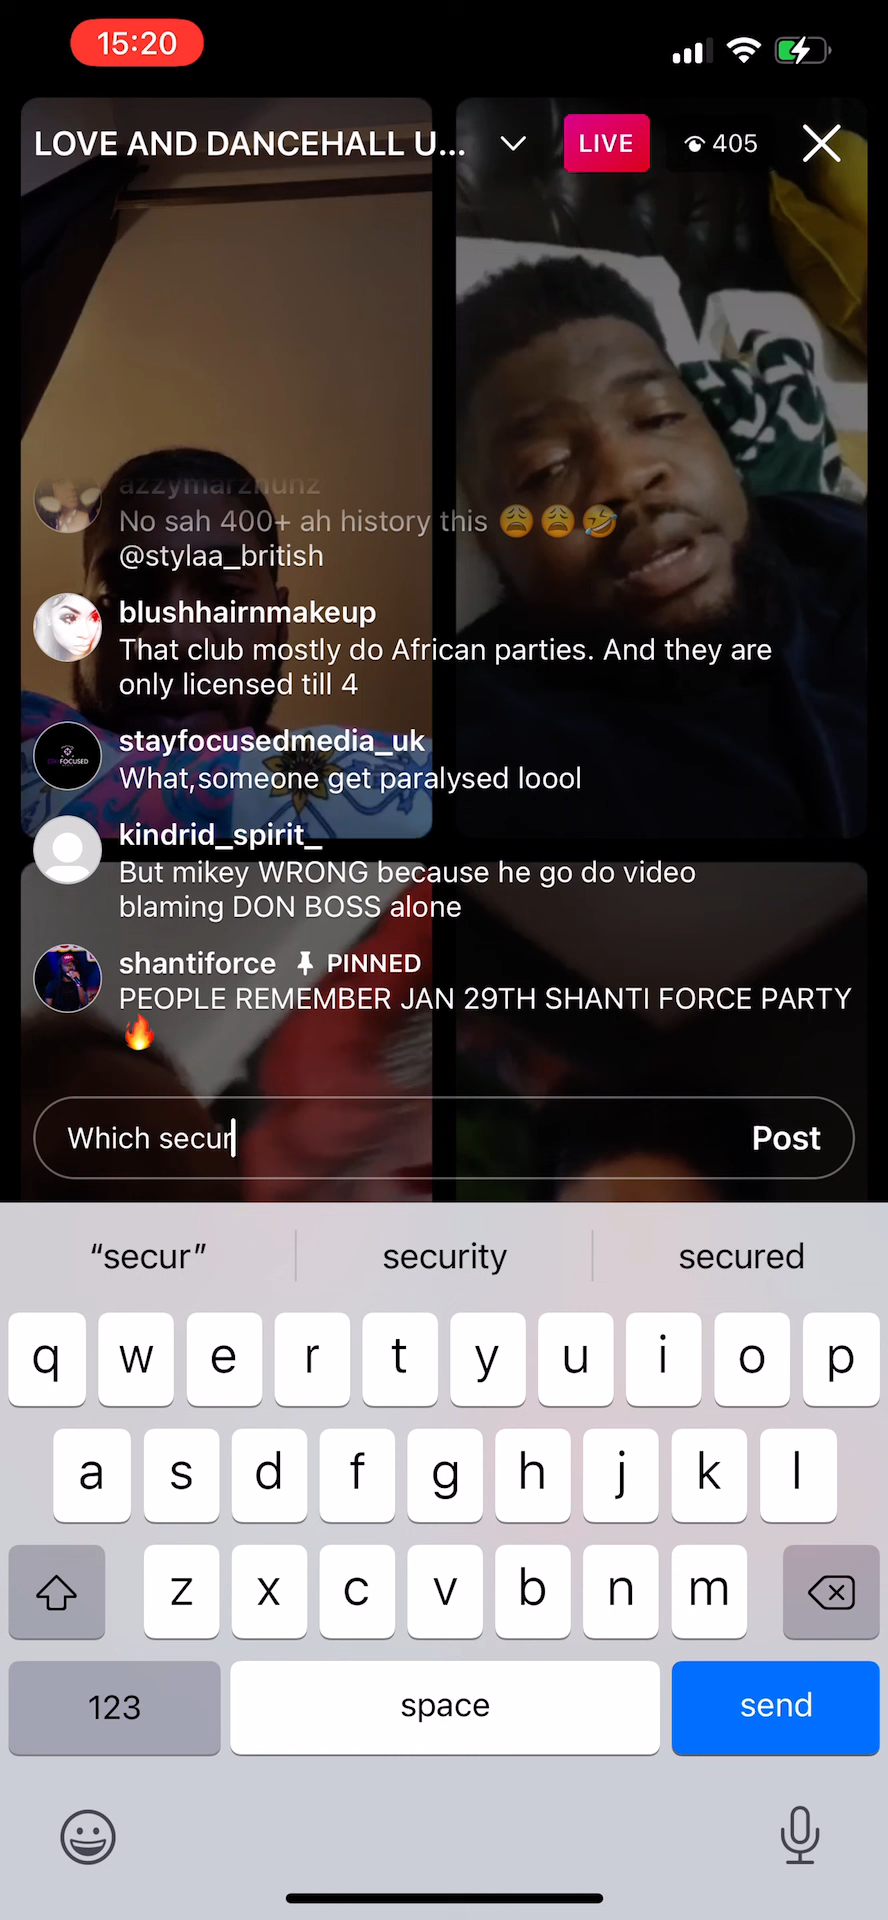 15:20
LOVE AND DANCEHALL U...
LIVE
405
azzymarzhunz
No sah 400+ ah history this 😩😩🤣
@stylaa_british
blushhairnmakeup
That club mostly do African parties. And they are
only licensed till 4
FOCUSED
stayfocusedmedia_uk
What,someone get paralysed loool
kindrid_spirit_
But mikey WRONG because he go do video
blaming DON BOSS alone
shantiforce PINNED
PEOPLE REMEMBER JAN 29TH SHANTI FORCE PARTY
🔥
Which secur
Post
“secur” security secured
q w e r t y u i o p
a s d f g h j k l
z x c v b n m
123 space send